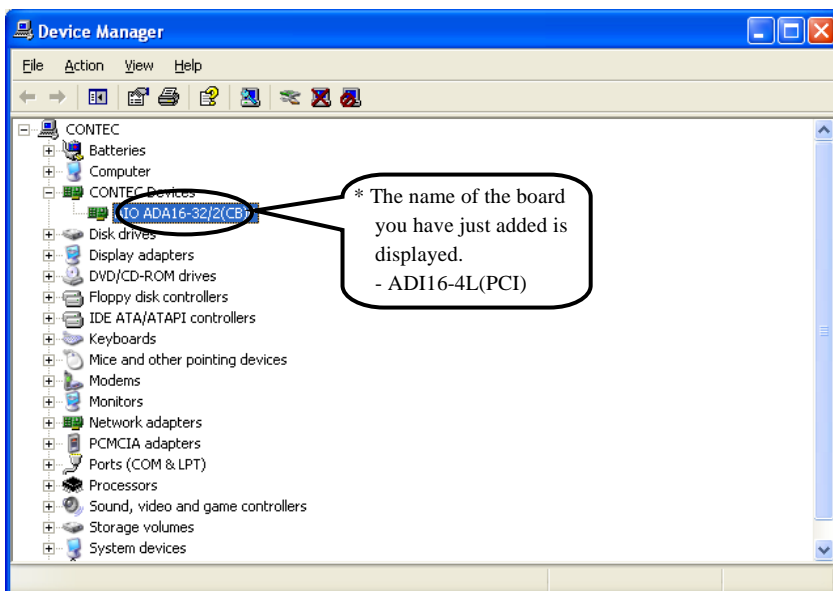 Device Manager
File Action View Help
CONTEC
Batteries
Computer
CONTEC Devices
IO ADA16-32/2(CB)
Disk drives
Display adapters
DVD/CD-ROM drives
Floppy disk controllers
IDE ATA/ATAPI controllers
Keyboards
Mice and other pointing devices
Modems
Monitors
Network adapters
PCMCIA adapters
Ports (COM & LPT)
Processors
Sound, video and game controllers
Storage volumes
System devices
* The name of the board
you have just added is
displayed.
- ADI16-4L(PCI)